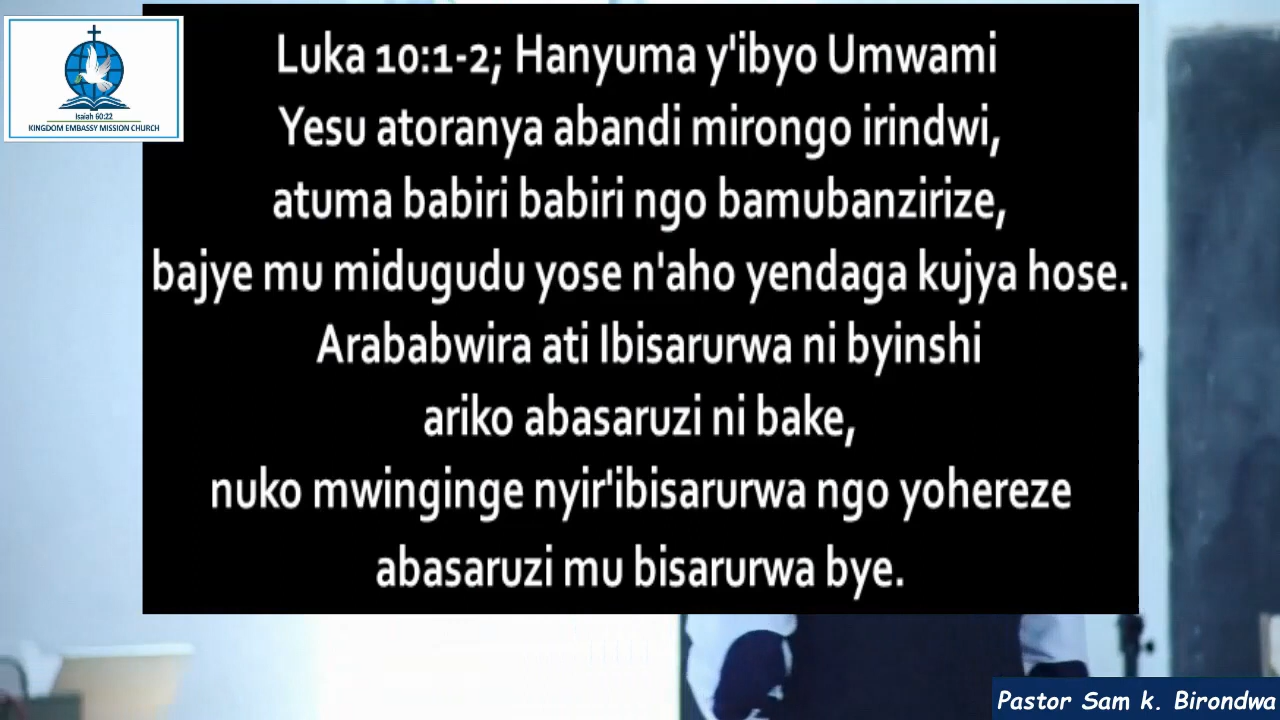 Isaiah 60:22
KINGDOM EMBASSY MISSION CHURCH
Luka 10:1-2; Hanyuma y'ibyo Umwami
Yesu atoranya abandi mirongo irindwi,
atuma babiri babiri ngo bamubanzirize,
bajye mu midugudu yose n'aho yendaga kujya hose.
Arababwira ati Ibisarurwa ni byinshi
ariko abasaruzi ni bake,
nuko mwinginge nyir'ibisarurwa ngo yohereze
abasaruzi mu bisarurwa bye.
Pastor Sam k. Birondwa